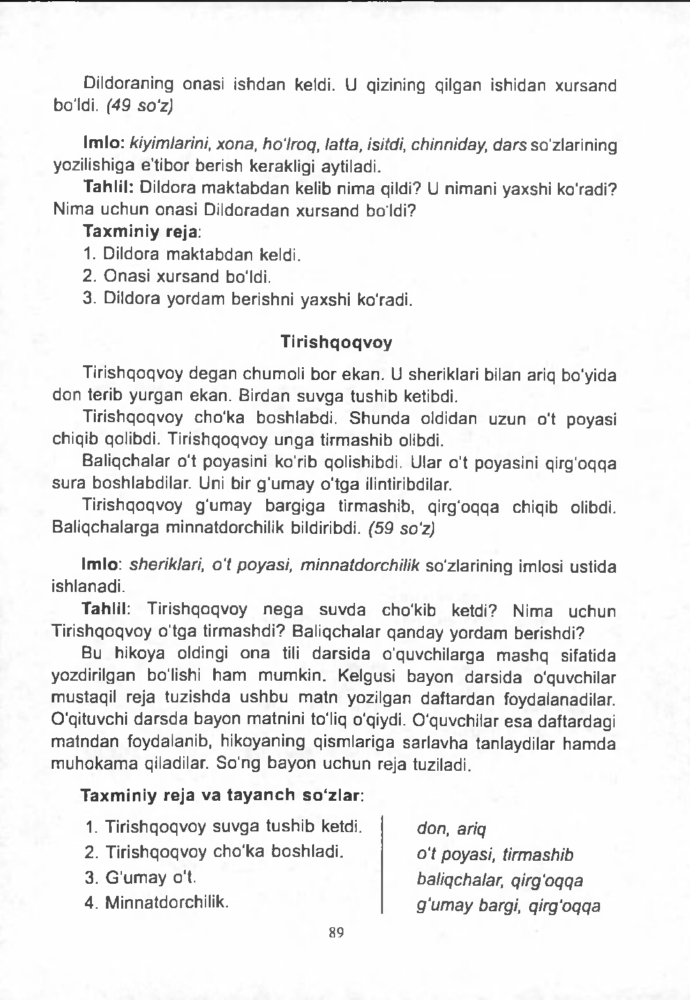 Dildoraning onasi ishdan keldi. U qizining qilgan ishidan xursand
bo'ldi. (49 so'z)
Imlo: kiyimlarini, xona, ho'lroq, latta, isitdi, chinniday, dars so'zlarining
yozilishiga e'tibor berish kerakligi aytiladi.
Tahlil: Dildora maktabdan kelib nima qildi? U nimani yaxshi ko'radi?
Nima uchun onasi Dildoradan xursand bo'ldi?
Taxminiy reja:
1. Dildora maktabdan keldi.
2. Onasi xursand bo'ldi.
3. Dildora yordam berishni yaxshi ko'radi.
Tirishqoqvoy
Tirishqoqvoy degan chumoli bor ekan. U sheriklari bilan ariq bo'yida
don terib yurgan ekan. Birdan suvga tushib ketibdi.
Tirishqoqvoy cho'ka boshlabdi. Shunda oldidan uzun o't poyasi
chiqib qolibdi. Tirishqoqvoy unga tirmashib olibdi.
Baliqchalar o't poyasini ko'rib qolishibdi. Ular o't poyasini qirg'oqqa
sura boshlabdilar. Uni bir g'umay o'tga ilintiribdilar.
Tirishqoqvoy g'umay bargiga tirmashib, qirg'oqqa chiqib olibdi.
Baliqchalarga minnatdorchilik bildiribdi. (59 so'z)
Imlo: sheriklari, o't poyasi, minnatdorchilik so'zlarining imlosi ustida
ishlanadi.
Tahlil: Tirishqoqvoy nega suvda cho'kib ketdi? Nima uchun
Tirishqoqvoy o'tga tirmashdi? Baliqchalar qanday yordam berishdi?
Bu hikoya oldingi ona tili darsida o'quvchilarga mashq sifatida
yozdirilgan bo'lishi ham mumkin. Kelgusi bayon darsida o'quvchilar
mustaqil reja tuzishda ushbu matn yozilgan daftardan foydalanadilar.
O'qituvchi darsda bayon matnini to'liq o'qiydi. O'quvchilar esa daftardagi
matndan foydalanib, hikoyaning qismlariga sarlavha tanlaydilar hamda
muhokama qiladilar. So'ng bayon uchun reja tuziladi.
Taxminiy reja va tayanch so'zlar:
1. Tirishqoqvoy suvga tushib ketdi. don, ariq
2. Tirishqoqvoy cho'ka boshladi. o't poyasi, tirmashib
3. G'umay o't. baliqchalar, qirg'oqqa
4. Minnatdorchilik. g'umay bargi, qirg'oqqa
89